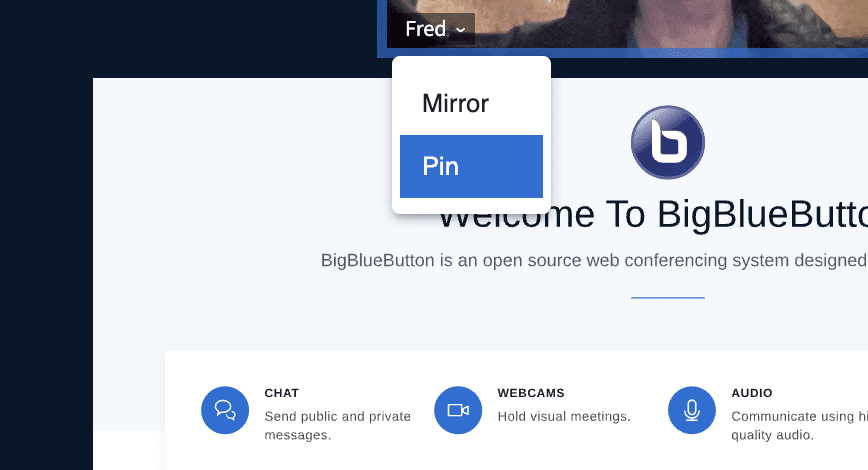 Fred
Mirror
Pin
Welcome To BigBlueButto
BigBlueButton is an open source web conferencing system designed
CHAT
Send public and private
messages.
WEBCAMS
Hold visual meetings.
AUDIO
Communicate using hi
quality audio.